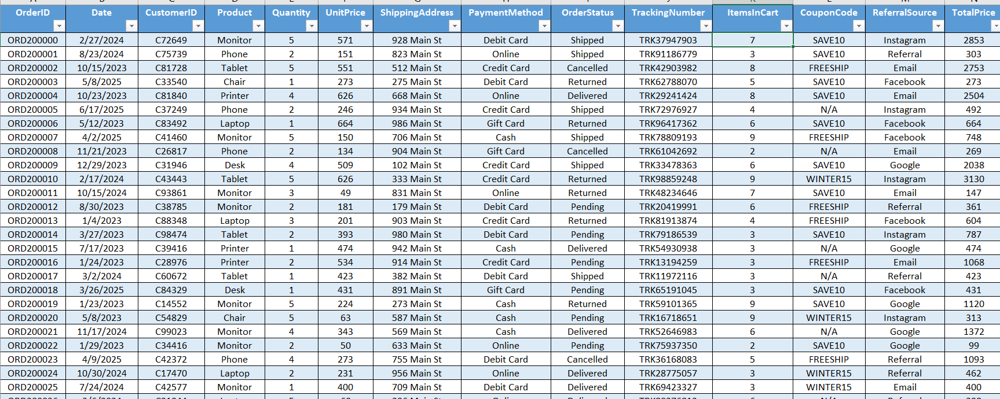 OrderID Date CustomerID Product Quantity UnitPrice ShippingAddress PaymentMethod OrderStatus TrackingNumber ItemsInCart CouponCode ReferralSource TotalPrice
ORD200000 2/27/2024 C72649 Monitor 5 571 928 Main St Debit Card Shipped TRK37947903 7 SAVE10 Instagram 2853
ORD200001 8/23/2024 C75739 Phone 2 151 823 Main St Online Shipped TRK91186779 3 SAVE10 Referral 303
ORD200002 10/15/2023 C81728 Tablet 5 551 512 Main St Credit Card Cancelled TRK42903982 8 FREESHIP Email 2753
ORD200003 5/8/2025 C33540 Chair 1 273 275 Main St Debit Card Returned TRK62788070 5 SAVE10 Facebook 273
ORD200004 10/23/2023 C81840 Printer 4 626 668 Main St Online Delivered TRK29241424 8 SAVE10 Email 2504
ORD200005 6/17/2025 C37249 Phone 2 246 934 Main St Credit Card Shipped TRK72976927 4 N/A Instagram 492
ORD200006 5/12/2023 C83492 Laptop 1 664 986 Main St Gift Card Returned TRK96417362 6 SAVE10 Facebook 664
ORD200007 4/2/2025 C41460 Monitor 5 150 706 Main St Cash Shipped TRK78809193 9 FREESHIP Facebook 748
ORD200008 11/21/2023 C26817 Phone 2 134 904 Main St Gift Card Cancelled TRK61042692 2 N/A Email 269
ORD200009 12/29/2023 C31946 Desk 4 509 102 Main St Credit Card Shipped TRK33478363 6 SAVE10 Google 2038
ORD200010 2/17/2024 C43443 Tablet 5 626 333 Main St Credit Card Returned TRK98859248 9 WINTER15 Instagram 3130
ORD200011 10/15/2024 C93861 Monitor 3 49 831 Main St Online Returned TRK48234646 7 SAVE10 Email 147
ORD200012 8/30/2023 C38785 Monitor 2 181 179 Main St Debit Card Pending TRK20419991 6 FREESHIP Referral 361
ORD200013 1/4/2023 C88348 Laptop 3 201 903 Main St Credit Card Returned TRK81913874 4 FREESHIP Facebook 604
ORD200014 3/27/2023 C98474 Tablet 2 393 980 Main St Debit Card Pending TRK79186539 3 SAVE10 Instagram 787
ORD200015 7/17/2023 C39416 Printer 1 474 942 Main St Cash Delivered TRK54930938 3 N/A Google 474
ORD200016 1/24/2023 C28976 Printer 2 534 914 Main St Credit Card Pending TRK13194259 3 FREESHIP Email 1068
ORD200017 3/2/2024 C60672 Tablet 1 423 382 Main St Debit Card Shipped TRK11972116 3 N/A Referral 423
ORD200018 3/26/2025 C84329 Desk 1 431 891 Main St Gift Card Pending TRK65191045 3 SAVE10 Facebook 431
ORD200019 1/23/2023 C14552 Monitor 5 224 273 Main St Cash Returned TRK59101365 9 SAVE10 Google 1120
ORD200020 5/8/2023 C54829 Chair 5 63 587 Main St Cash Pending TRK16718651 9 WINTER15 Instagram 313
ORD200021 11/17/2024 C99023 Monitor 4 343 569 Main St Cash Delivered TRK52646983 6 N/A Google 1372
ORD200022 1/29/2023 C34416 Monitor 2 50 633 Main St Online Pending TRK75937350 2 SAVE10 Google 99
ORD200023 4/9/2025 C42372 Phone 4 273 755 Main St Debit Card Cancelled TRK36168083 5 FREESHIP Referral 1093
ORD200024 10/30/2024 C17470 Laptop 2 231 956 Main St Online Delivered TRK28775057 3 WINTER15 Referral 462
ORD200025 7/24/2024 C42577 Monitor 1 400 709 Main St Debit Card Delivered TRK69423327 3 WINTER15 Email 400